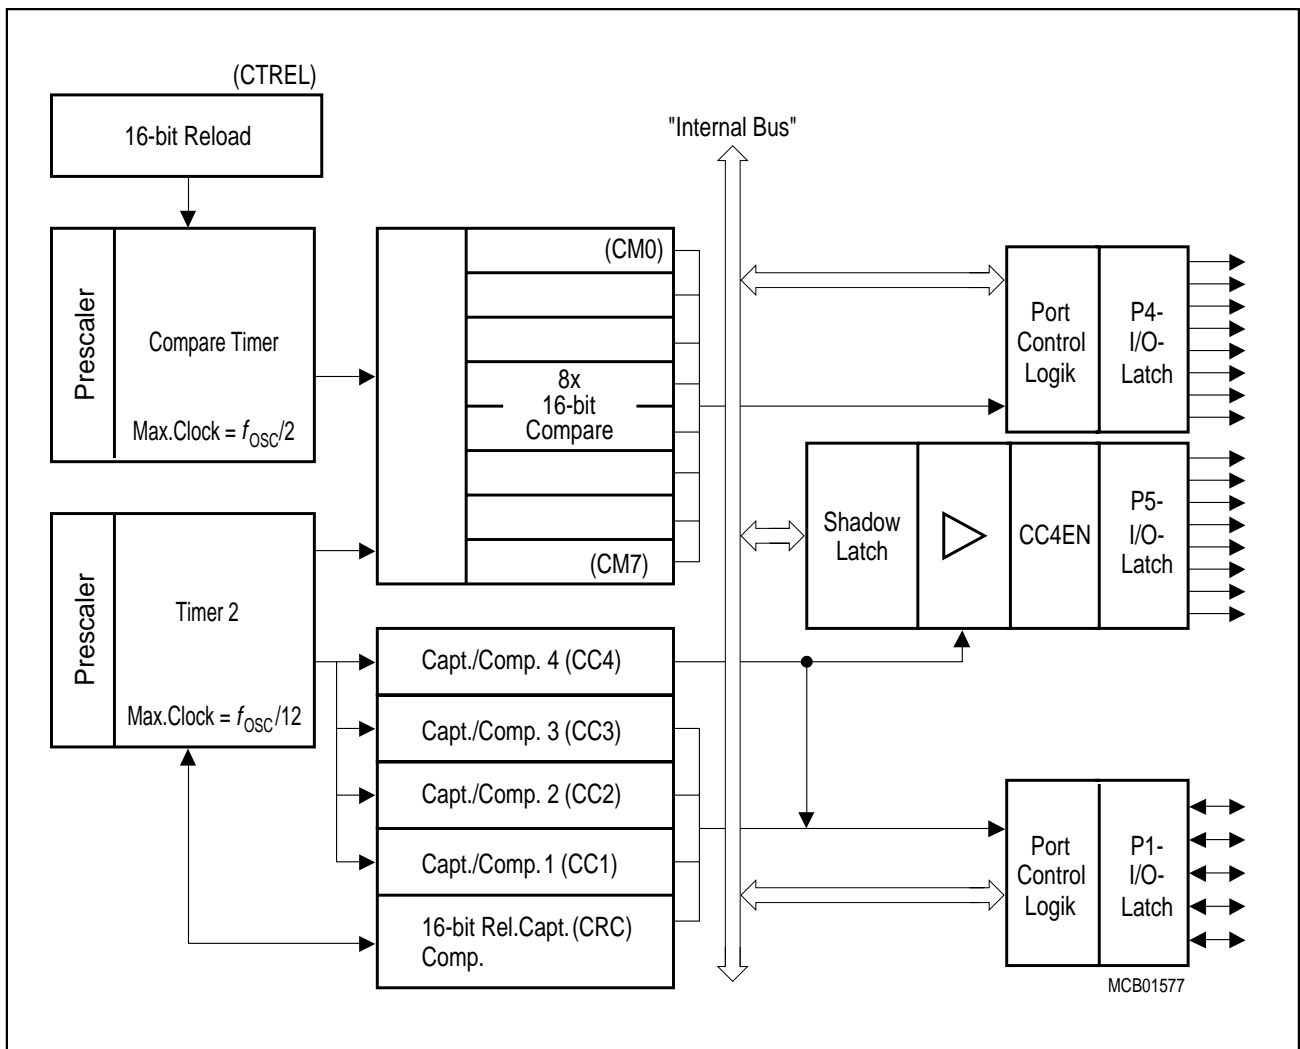 (CTREL)
16-bit Reload
"Internal Bus"
Prescaler
Compare Timer
Max.Clock = fOSC/2
(CM0)
8x
16-bit
Compare
(CM7)
Port
Control
Logik
P4-
I/O-
Latch
Shadow
Latch
CC4EN
P5-
I/O-
Latch
Prescaler
Timer 2
Max.Clock = fOSC/12
Capt./Comp. 4 (CC4)
Capt./Comp. 3 (CC3)
Capt./Comp. 2 (CC2)
Capt./Comp. 1 (CC1)
16-bit Rel.Capt. (CRC)
Comp.
Port
Control
Logik
P1-
I/O-
Latch
MCB01577